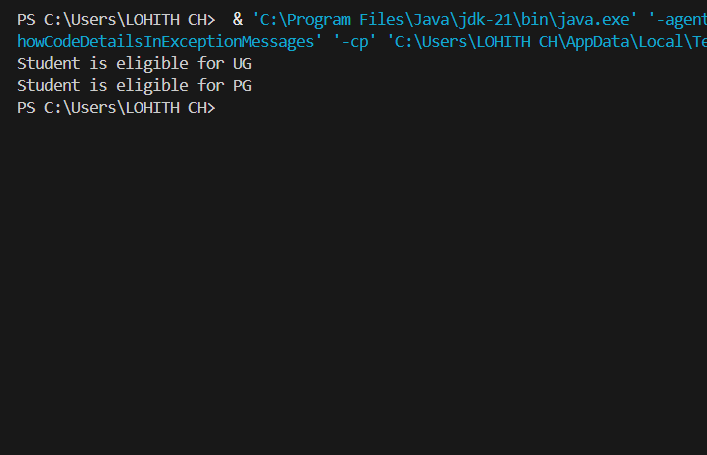 PS C:\Users\LOHITH CH>  & 'C:\Program Files\Java\jdk-21\bin\java.exe' '-agent
howCodeDetailsInExceptionMessages' '-cp' 'C:\Users\LOHITH CH\AppData\Local\Te
Student is eligible for UG
Student is eligible for PG
PS C:\Users\LOHITH CH>